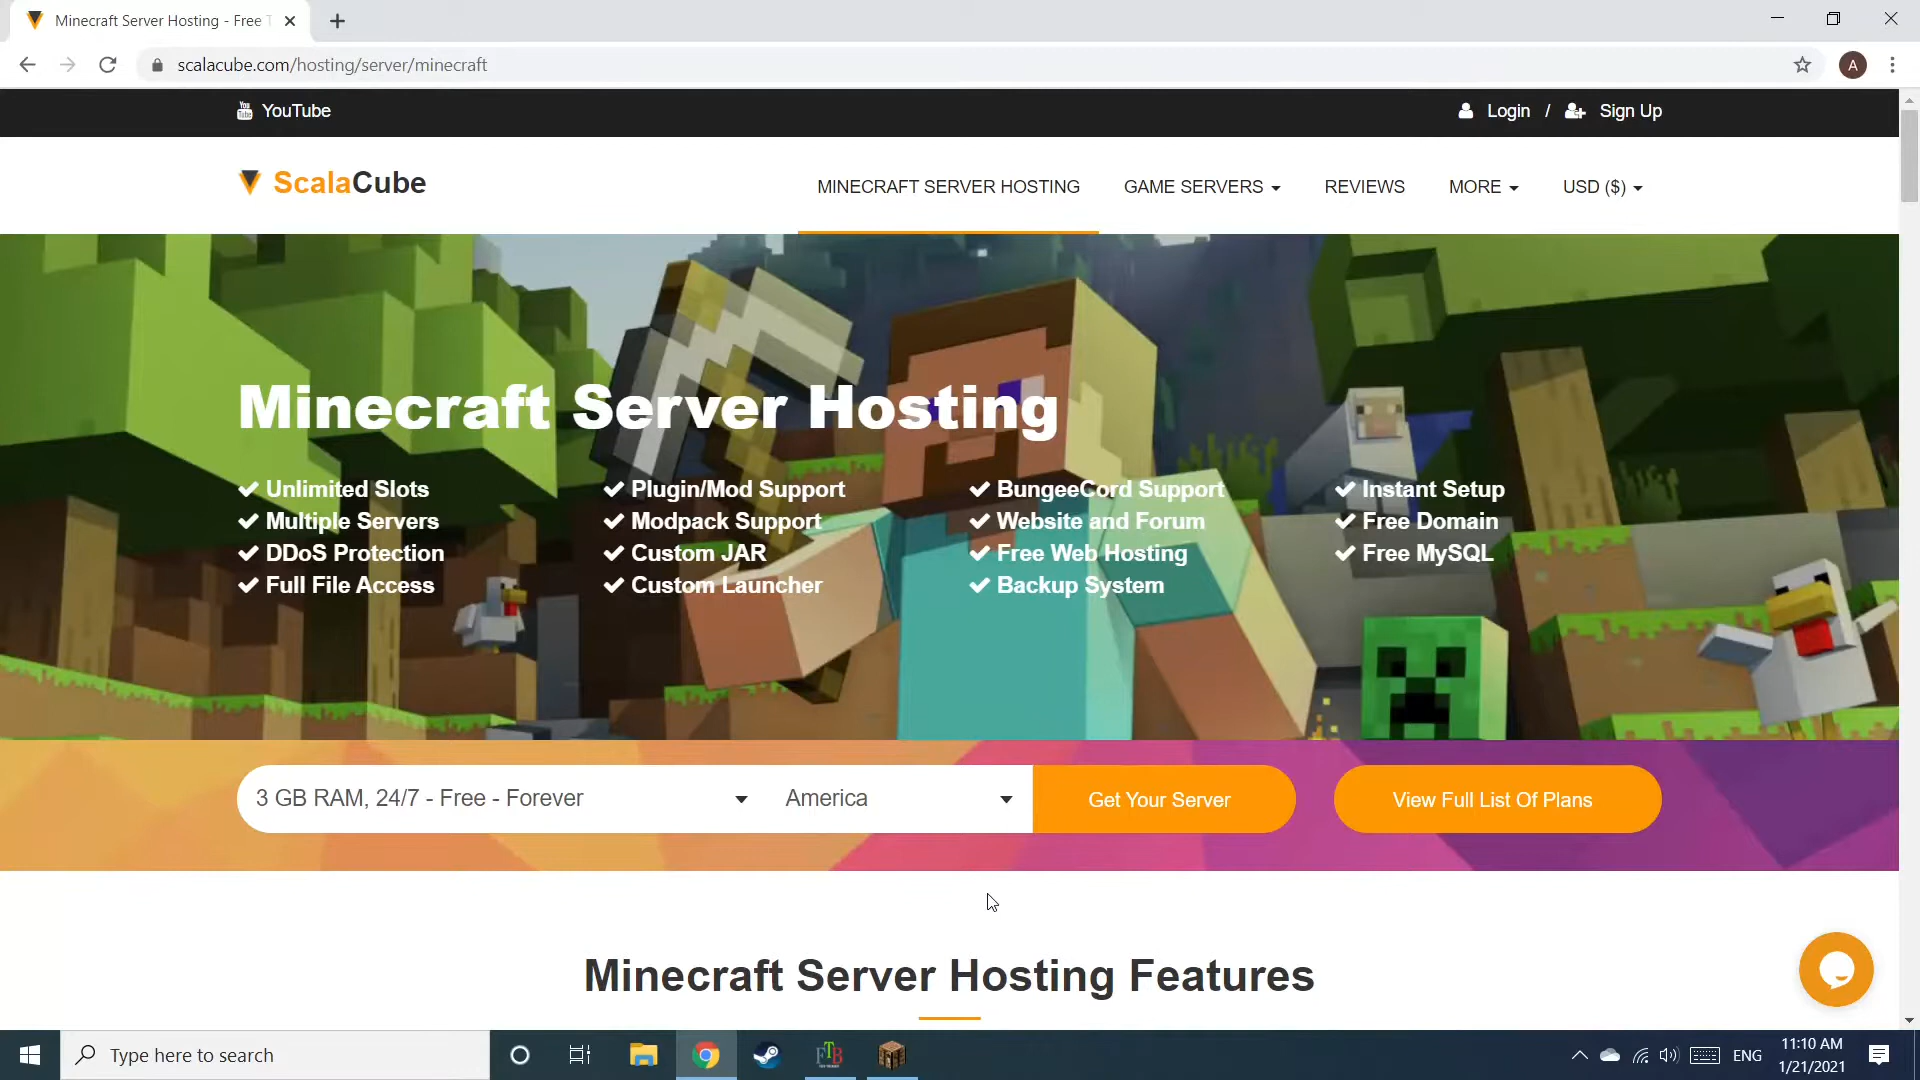 Minecraft Server Hosting - Free T
scalacube.com/hosting/server/minecraft
A
You Tube YouTube
Login / Sign Up
ScalaCube
MINECRAFT SERVER HOSTING
GAME SERVERS
REVIEWS
MORE
USD ($)
Minecraft Server Hosting
Unlimited Slots
Multiple Servers
DDoS Protection
Full File Access
Plugin/Mod Support
Modpack Support
Custom JAR
Custom Launcher
BungeeCord Support
Website and Forum
Free Web Hosting
Backup System
Instant Setup
Free Domain
Free MySQL
3 GB RAM, 24/7 - Free - Forever
America
Get Your Server
View Full List Of Plans
Minecraft Server Hosting Features
Type here to search
FTB
ENG
11:10 AM
1/21/2021